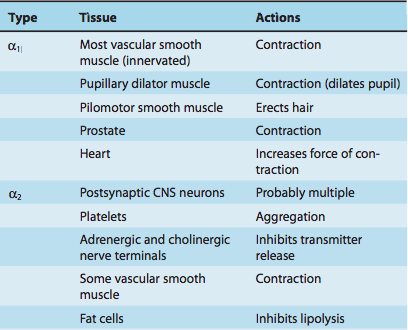 Type Tissue Actions
α1| Most vascular smooth Contraction
muscle (innervated)
Pupillary dilator muscle Contraction (dilates pupil)
Pilomotor smooth muscle Erects hair
Prostate Contraction
Heart Increases force of con-
traction
α2 Postsynaptic CNS neurons Probably multiple
Platelets Aggregation
Adrenergic and cholinergic Inhibits transmitter
nerve terminals release
Some vascular smooth Contraction
muscle
Fat cells Inhibits lipolysis